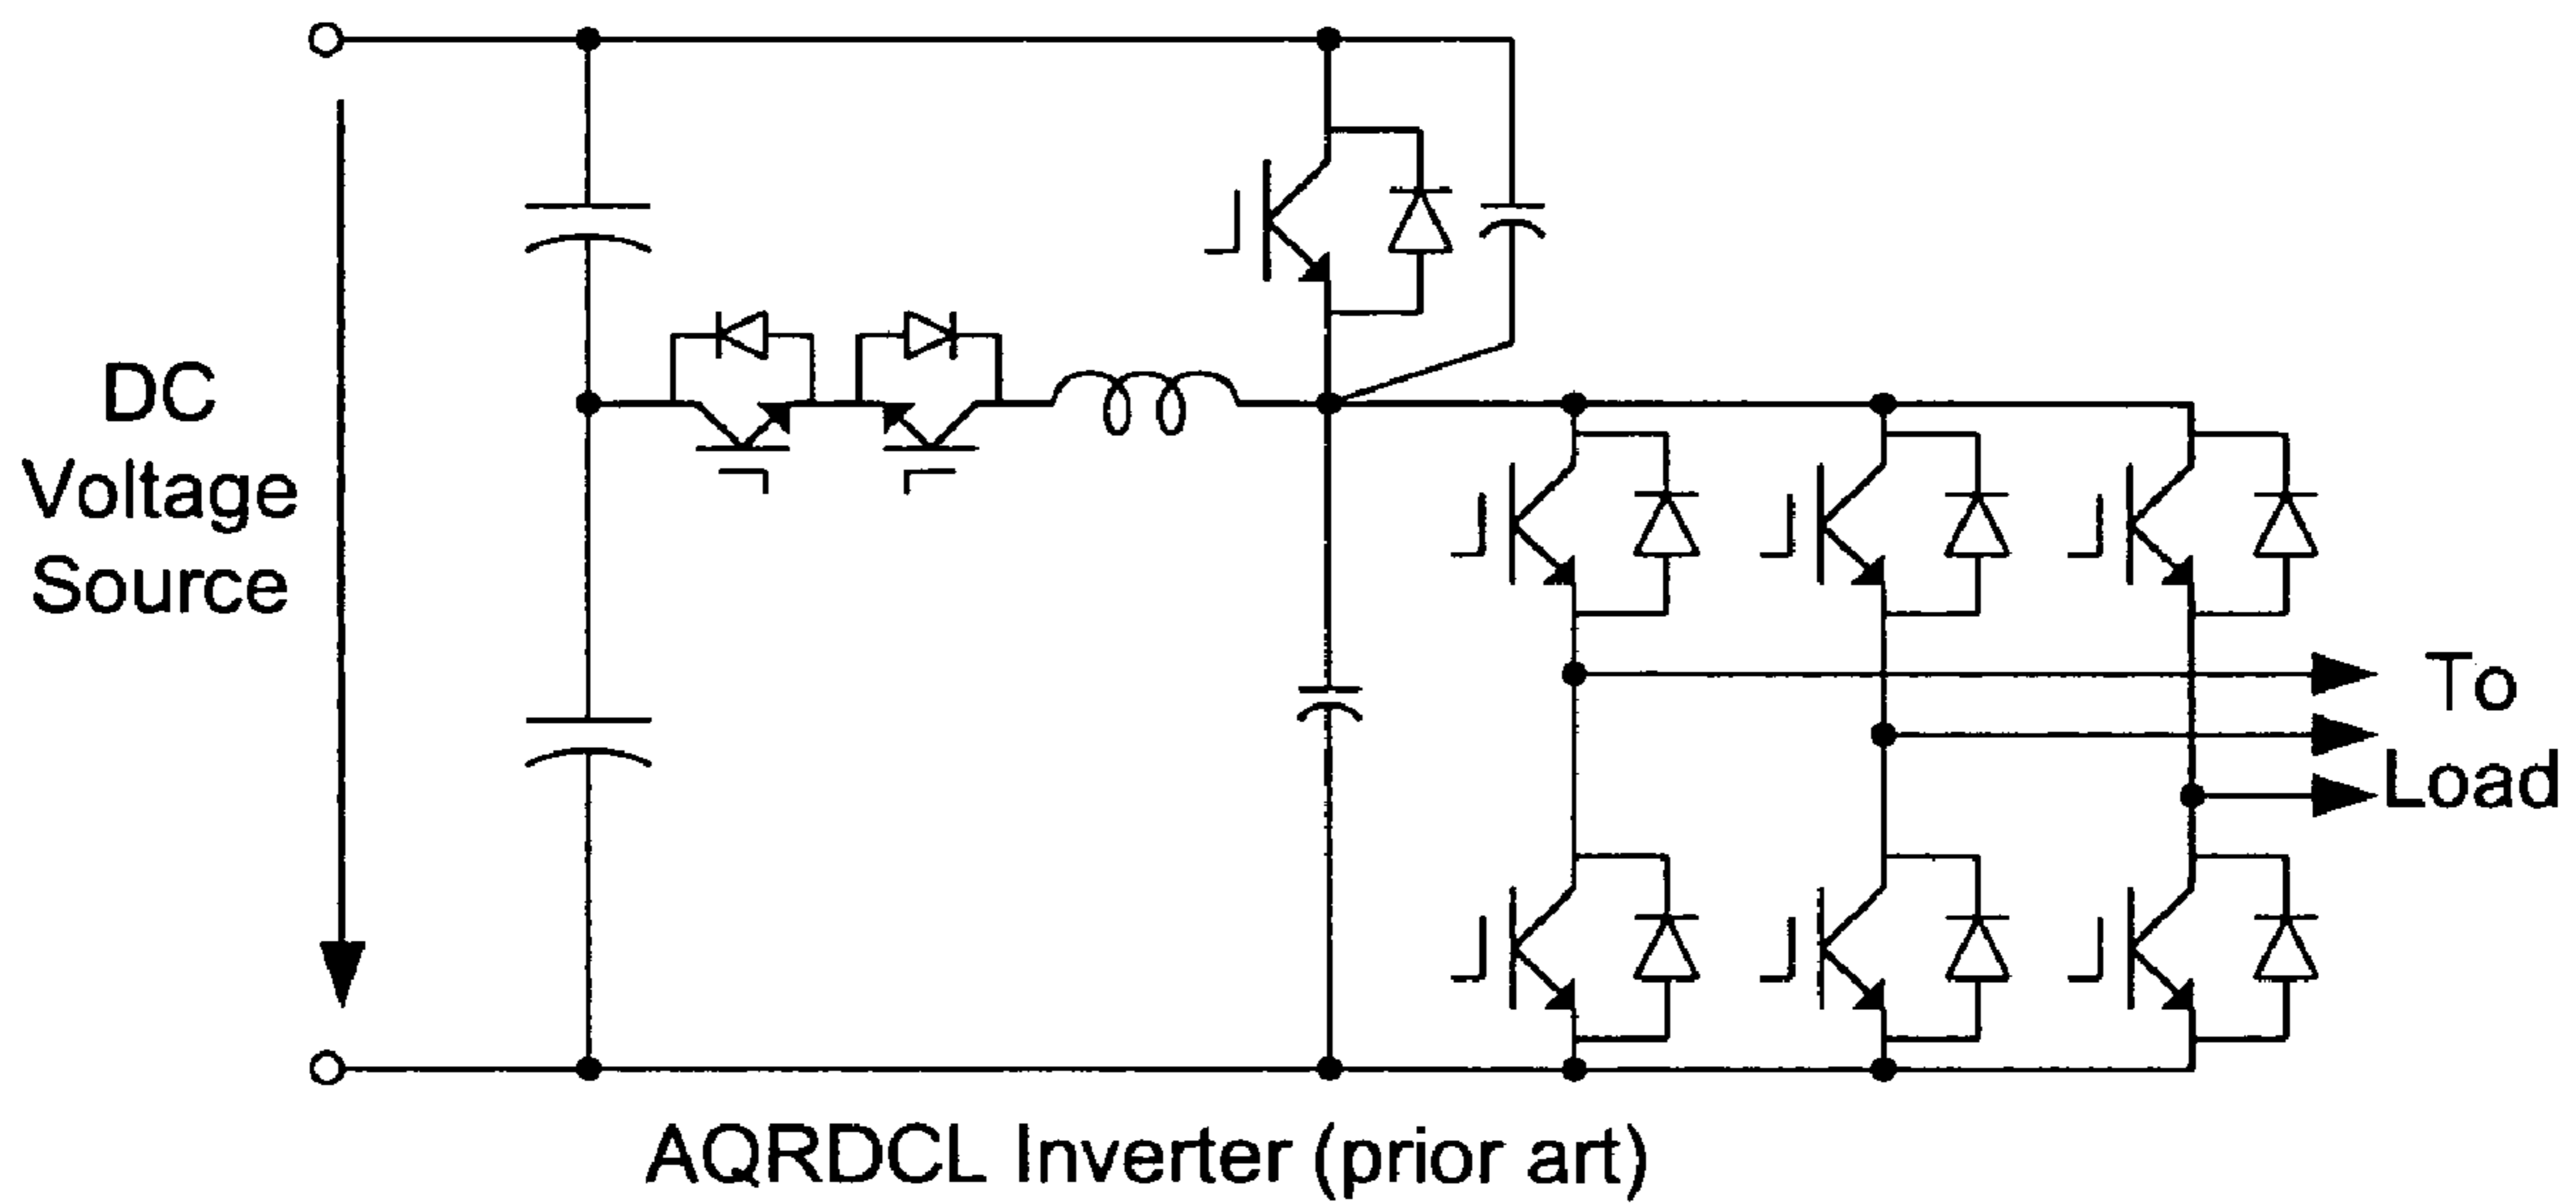 DC
Voltage
Source
To
Load
AQRDCL Inverter (prior art)